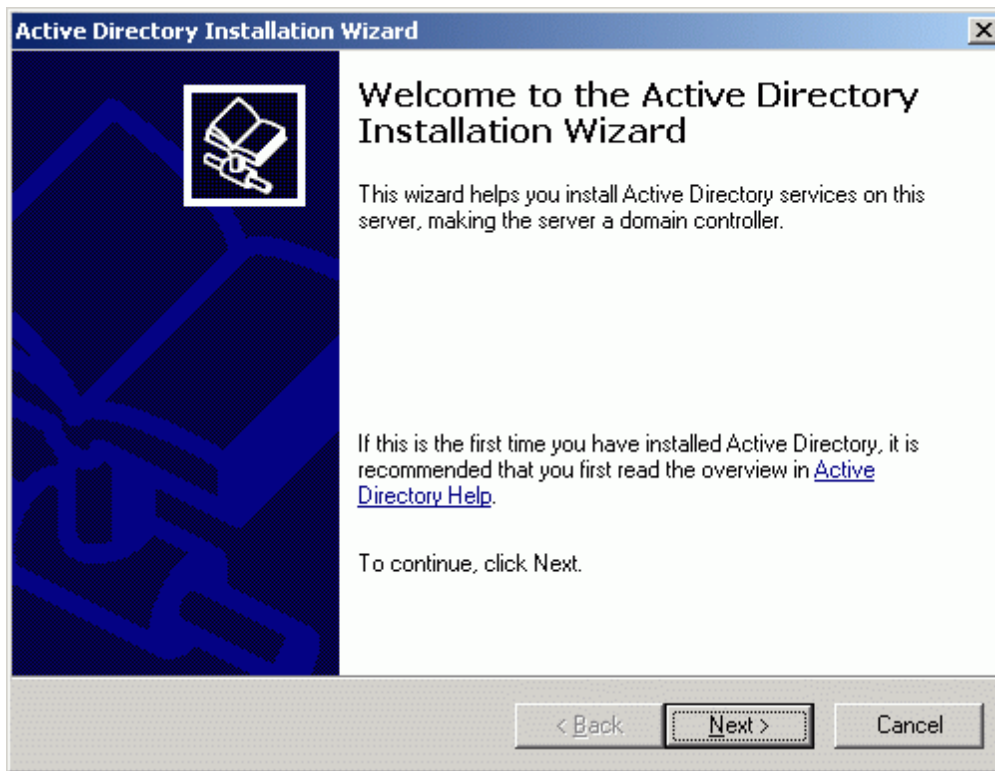 Active Directory Installation Wizard
Welcome to the Active Directory
Installation Wizard
This wizard helps you install Active Directory services on this
server, making the server a domain controller.
If this is the first time you have installed Active Directory, it is
recommended that you first read the overview in Active
Directory Help.
To continue, click Next.
< Back Next > Cancel